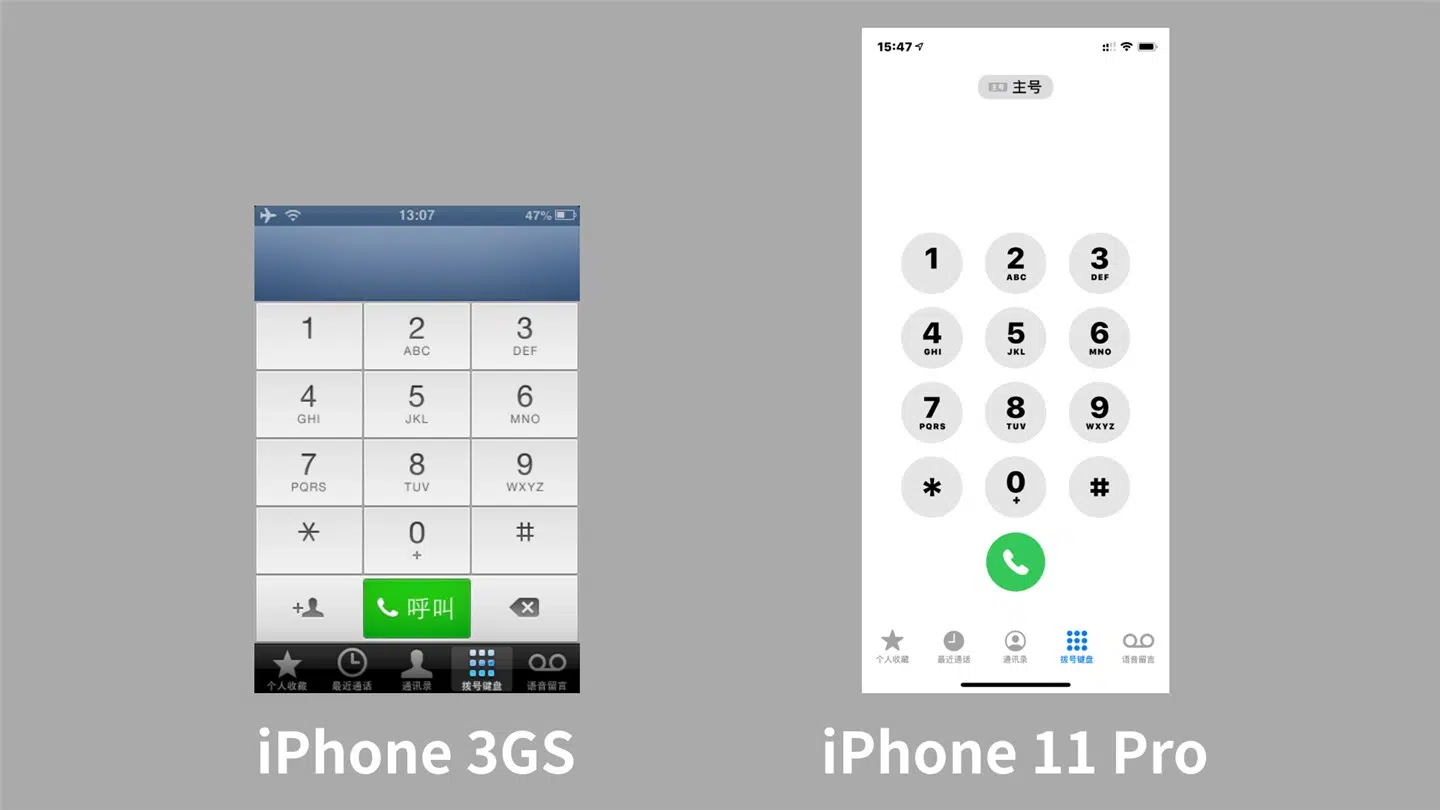 13:07
47%
1
2
3
ABC
DEF
4
5
6
GHI
JKL
MNO
7
8
9
PQRS
TUV
WXYZ
*
0
#
+
+
呼叫
个人收藏
最近通话
通讯录
拨号键盘
语音留言
iPhone 3GS
15:47
主号
1
2
3
ABC
DEF
4
5
6
GHI
JKL
MNO
7
8
9
PQRS
TUV
WXYZ
*
0
#
+
个人收藏
最近通话
通讯录
拨号键盘
语音留言
iPhone 11 Pro